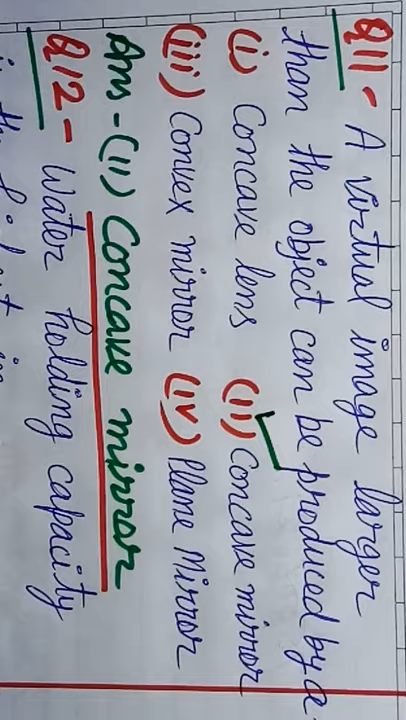 Q11- A virtual image larger
than the object can be produced by a-
(i) Concave lens (ii) Concave mirror
(iii) Convex mirror (iv) Plane Mirror
Ans-(ii) Concave mirror
Q12- Water holding capacity